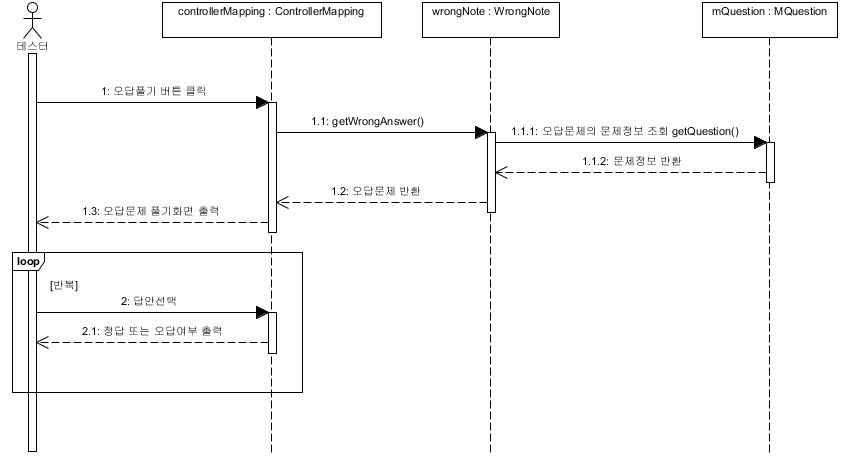 controllerMapping : ControllerMapping
wrongNote : WrongNote
mQuestion : MQuestion
테스터
1: 오답풀기 버튼 클릭
1.1: getWrongAnswer()
1.1.1: 오답문제의 문제정보 조회 getQuestion()
1.1.2: 문제정보 반환
1.2: 오답문제 반환
1.3: 오답문제 풀기화면 출력
loop
[반복]
2: 답안선택
2.1: 정답 또는 오답여부 출력